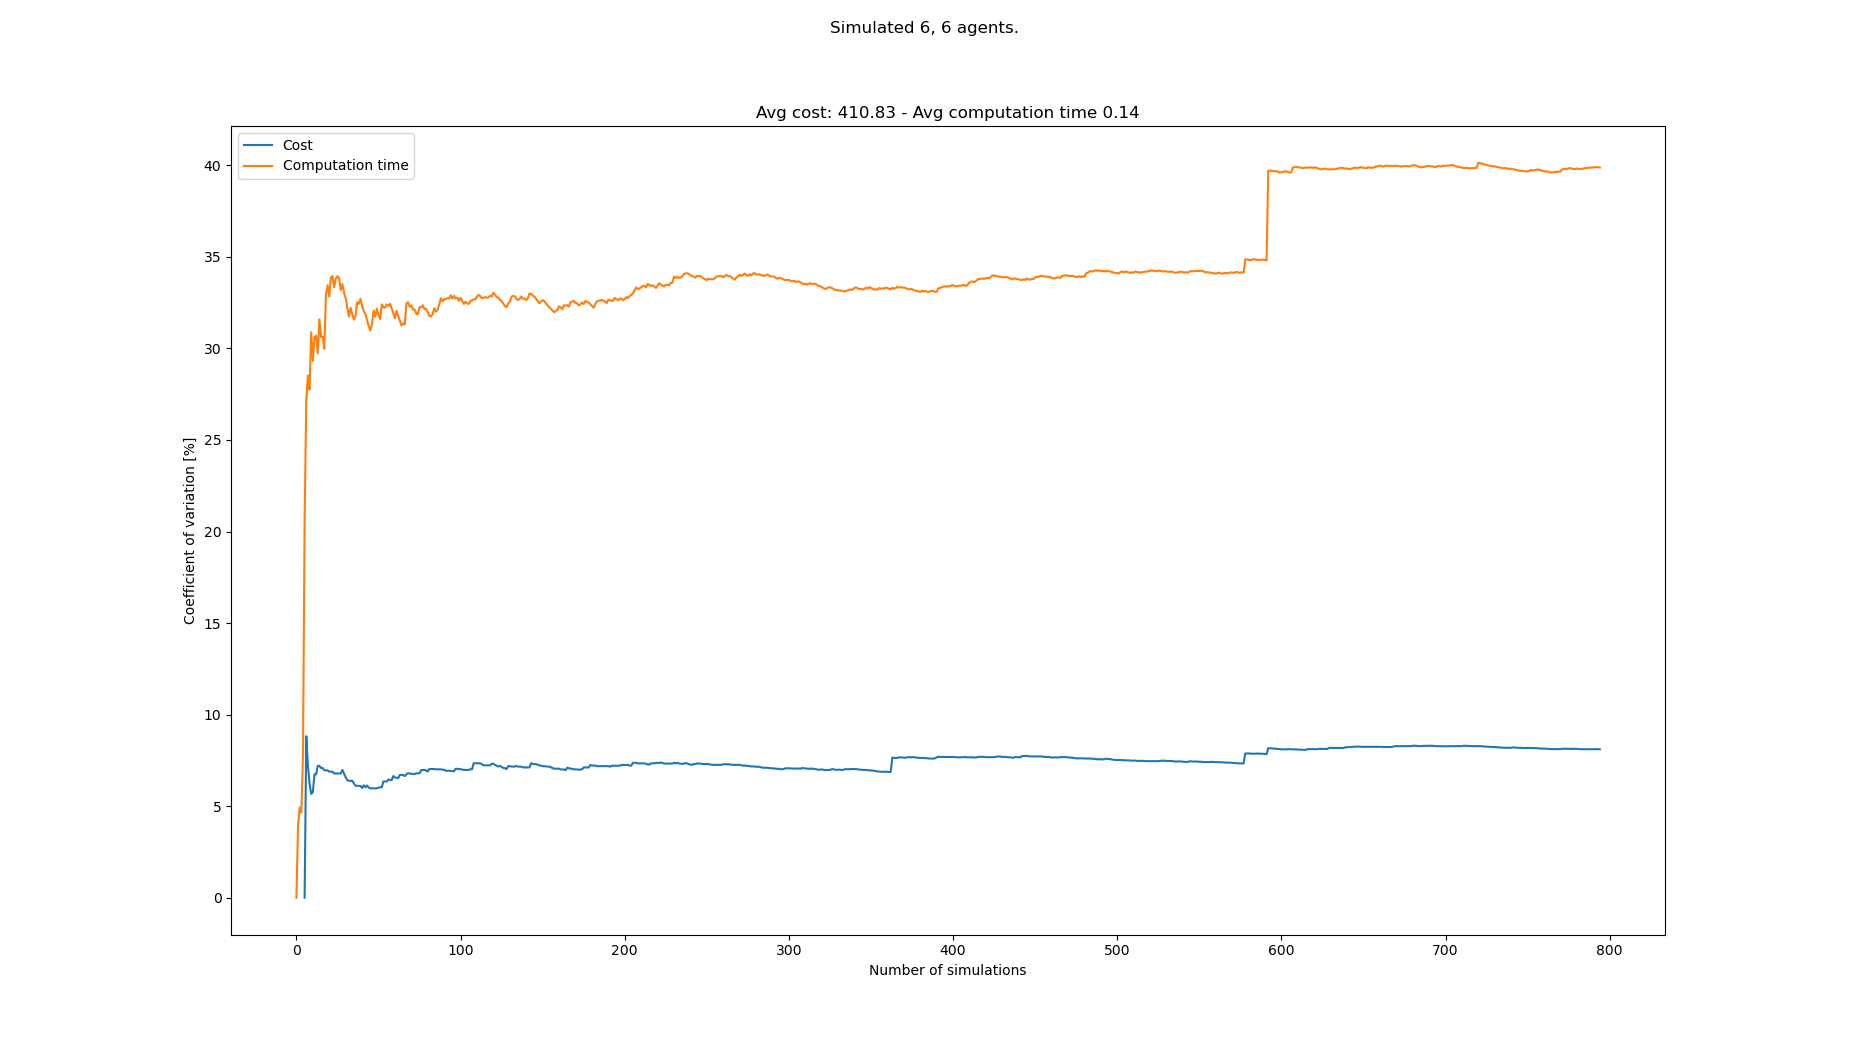 Simulated 6, 6 agents.
Avg cost: 410.83 - Avg computation time 0.14
Cost
Computation time
40
35
30
25
20
15
10
5
0
Coefficient of variation [%]
0 100 200 300 400 500 600 700 800
Number of simulations